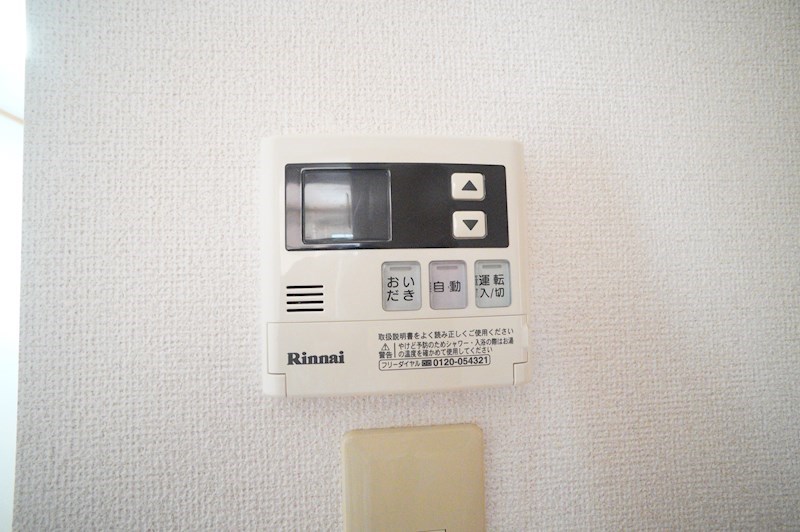 ▲
▼
おい
だき
自動
運転
入/切
取扱説明書をよく読み正しくご使用ください
⚠ やけど予防のためシャワー・入浴の際はお湯
警告 の温度を確かめて使用してください
フリーダイヤル 0120-054321
Rinnai